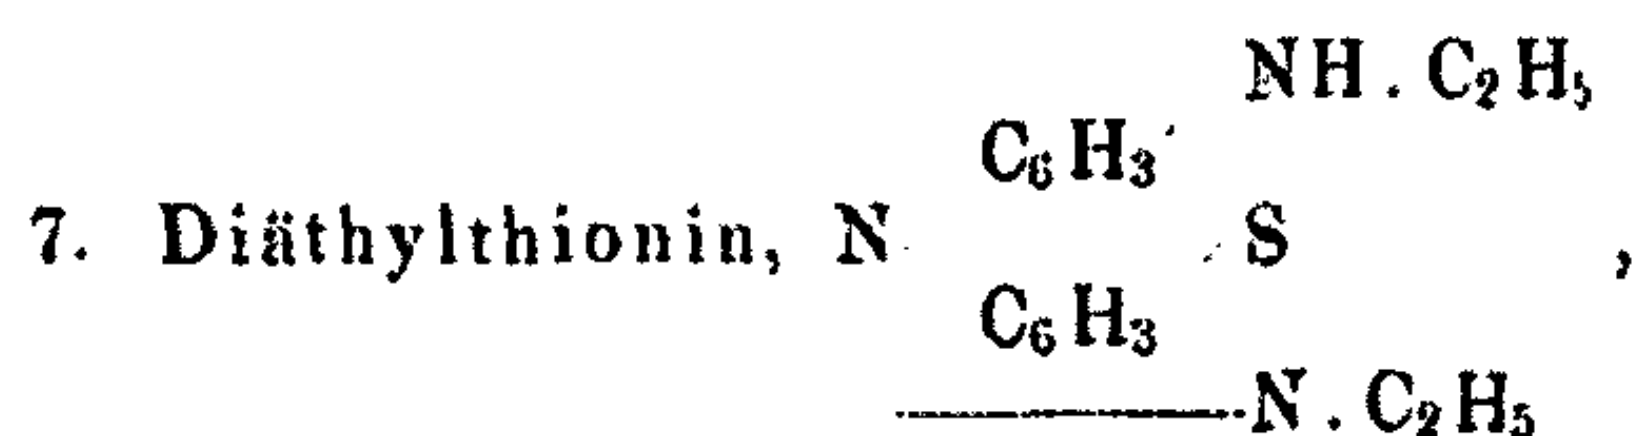 NH . C₂H₅
C₆H₃
7. Diäthylthionin, N S ,
C₆H₃
N . C₂H₅